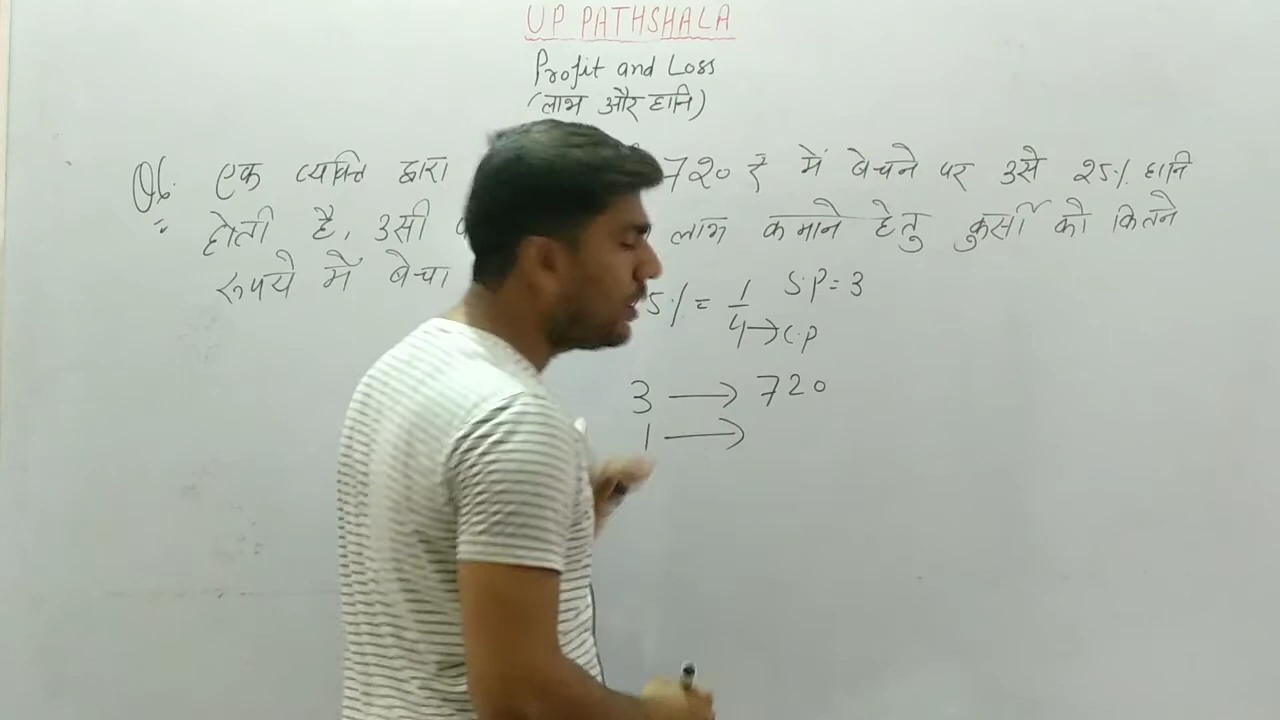 UP PATHSHALA
Profit and Loss
(लाभ और हानि)
Q6. एक व्यक्ति द्वारा 720 ₹ में बेचने पर उसे 25% हानि
होती है, उसी लाभ कमाने हेतु कुर्सी को कितने
रूपये में बेचा
5% = 1/4 → C.P S.P = 3
3 → 720
1 →